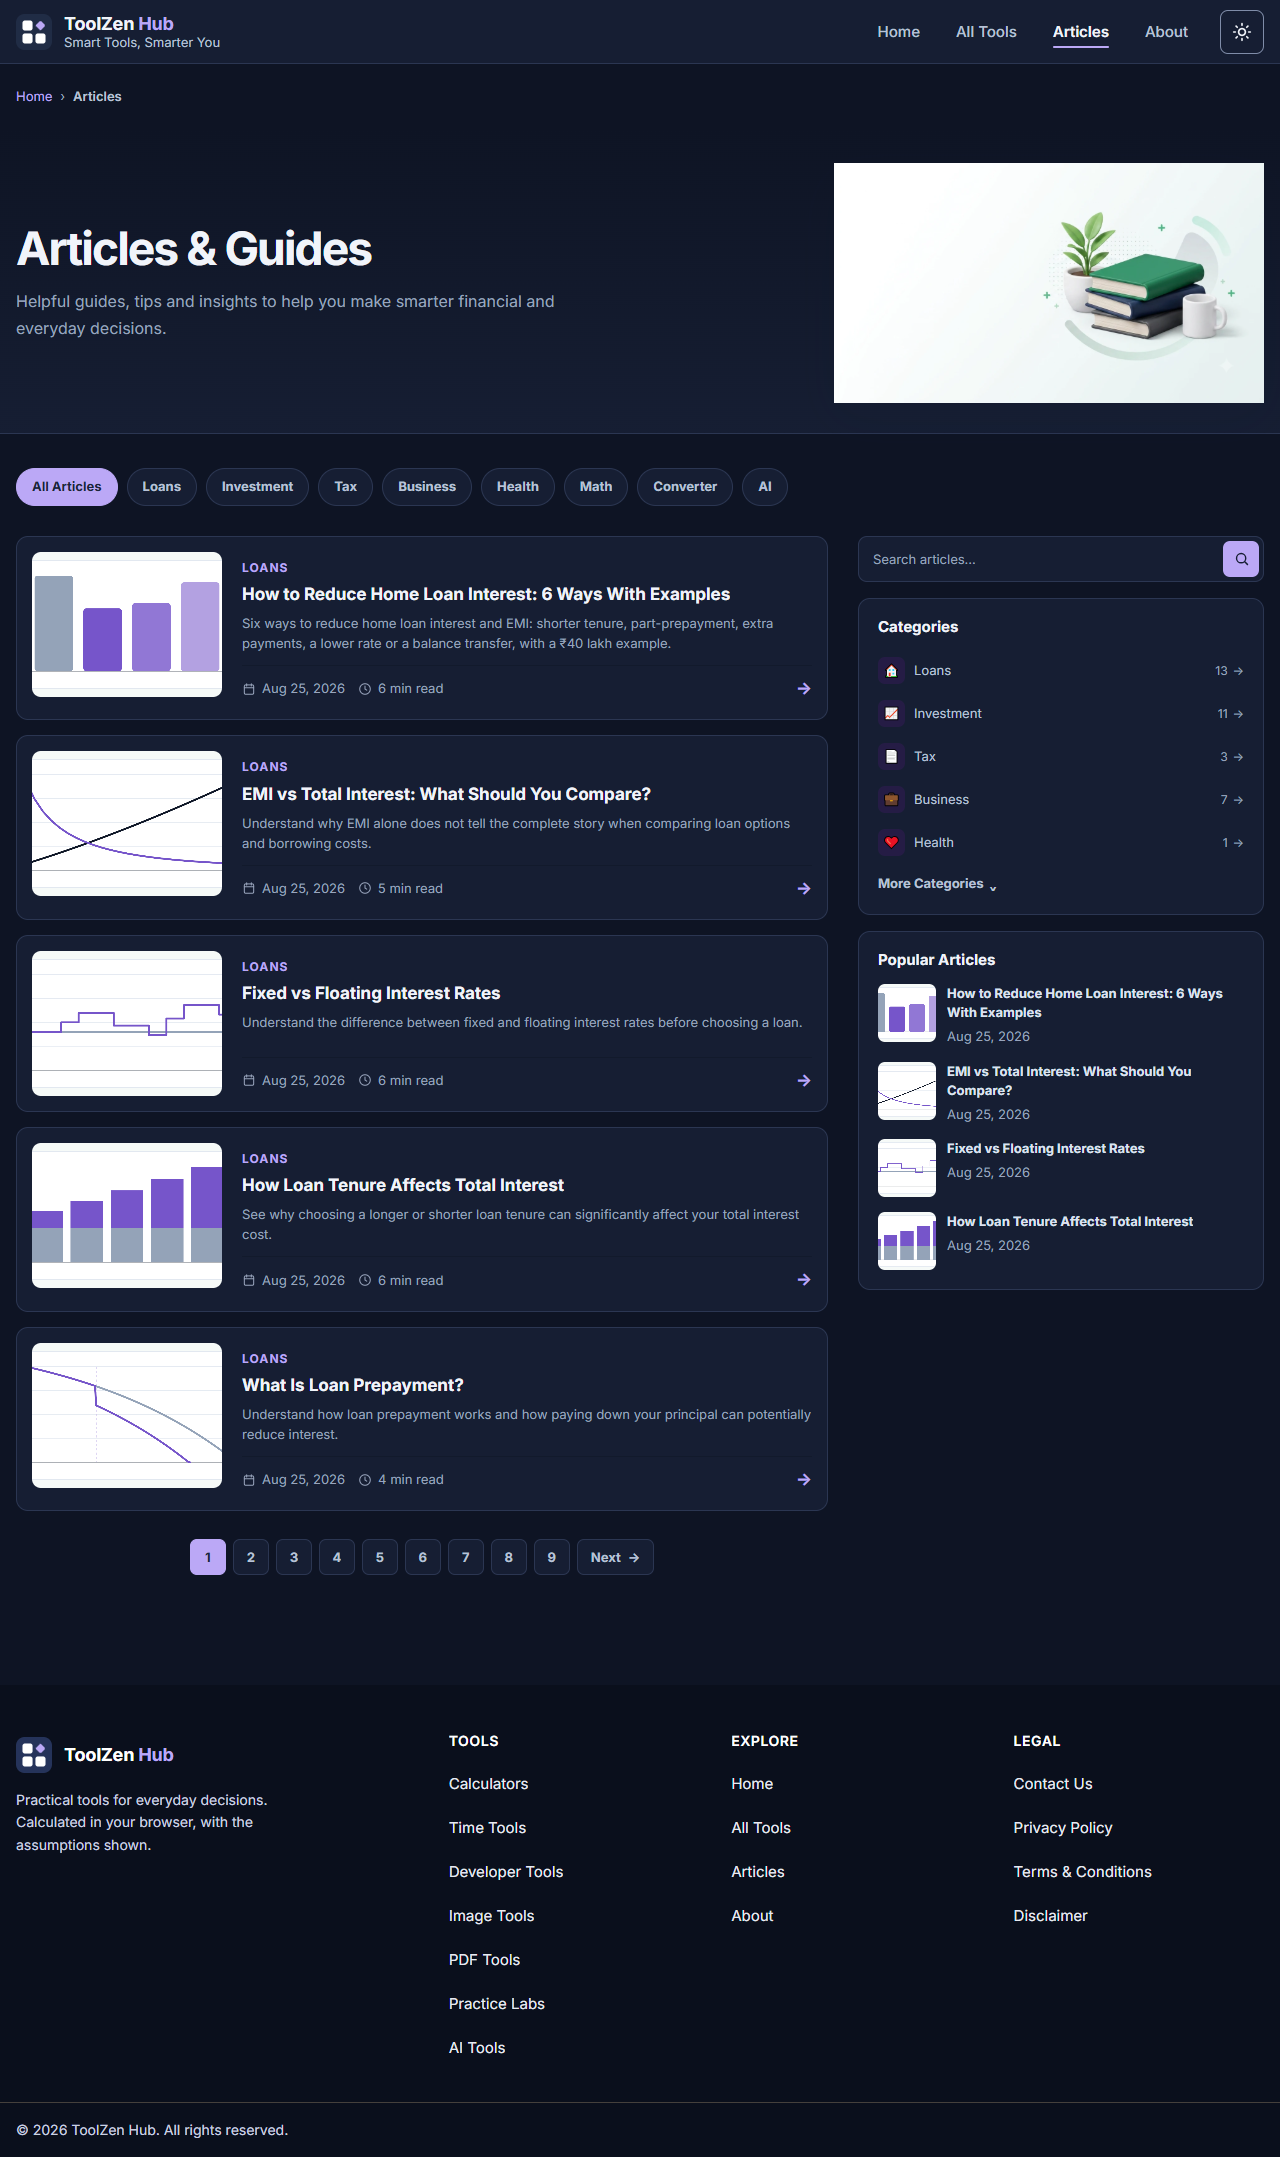 ToolZen Hub
Smart Tools, Smarter You
Home
All Tools
Articles
About
Home › Articles
Articles & Guides
Helpful guides, tips and insights to help you make smarter financial and
everyday decisions.
All Articles
Loans
Investment
Tax
Business
Health
Math
Converter
AI
LOANS
How to Reduce Home Loan Interest: 6 Ways With Examples
Six ways to reduce home loan interest and EMI: shorter tenure, part-prepayment, extra
payments, a lower rate or a balance transfer, with a ₹40 lakh example.
Aug 25, 2026
6 min read
→
LOANS
EMI vs Total Interest: What Should You Compare?
Understand why EMI alone does not tell the complete story when comparing loan options
and borrowing costs.
Aug 25, 2026
5 min read
→
LOANS
Fixed vs Floating Interest Rates
Understand the difference between fixed and floating interest rates before choosing a loan.
Aug 25, 2026
6 min read
→
LOANS
How Loan Tenure Affects Total Interest
See why choosing a longer or shorter loan tenure can significantly affect your total interest
cost.
Aug 25, 2026
6 min read
→
LOANS
What Is Loan Prepayment?
Understand how loan prepayment works and how paying down your principal can potentially
reduce interest.
Aug 25, 2026
4 min read
→
1
2
3
4
5
6
7
8
9
Next →
Search articles...
Categories
Loans
13 →
Investment
11 →
Tax
3 →
Business
7 →
Health
1 →
More Categories
Popular Articles
How to Reduce Home Loan Interest: 6 Ways
With Examples
Aug 25, 2026
EMI vs Total Interest: What Should You
Compare?
Aug 25, 2026
Fixed vs Floating Interest Rates
Aug 25, 2026
How Loan Tenure Affects Total Interest
Aug 25, 2026
ToolZen Hub
Practical tools for everyday decisions.
Calculated in your browser, with the
assumptions shown.
TOOLS
Calculators
Time Tools
Developer Tools
Image Tools
PDF Tools
Practice Labs
AI Tools
EXPLORE
Home
All Tools
Articles
About
LEGAL
Contact Us
Privacy Policy
Terms & Conditions
Disclaimer
© 2026 ToolZen Hub. All rights reserved.